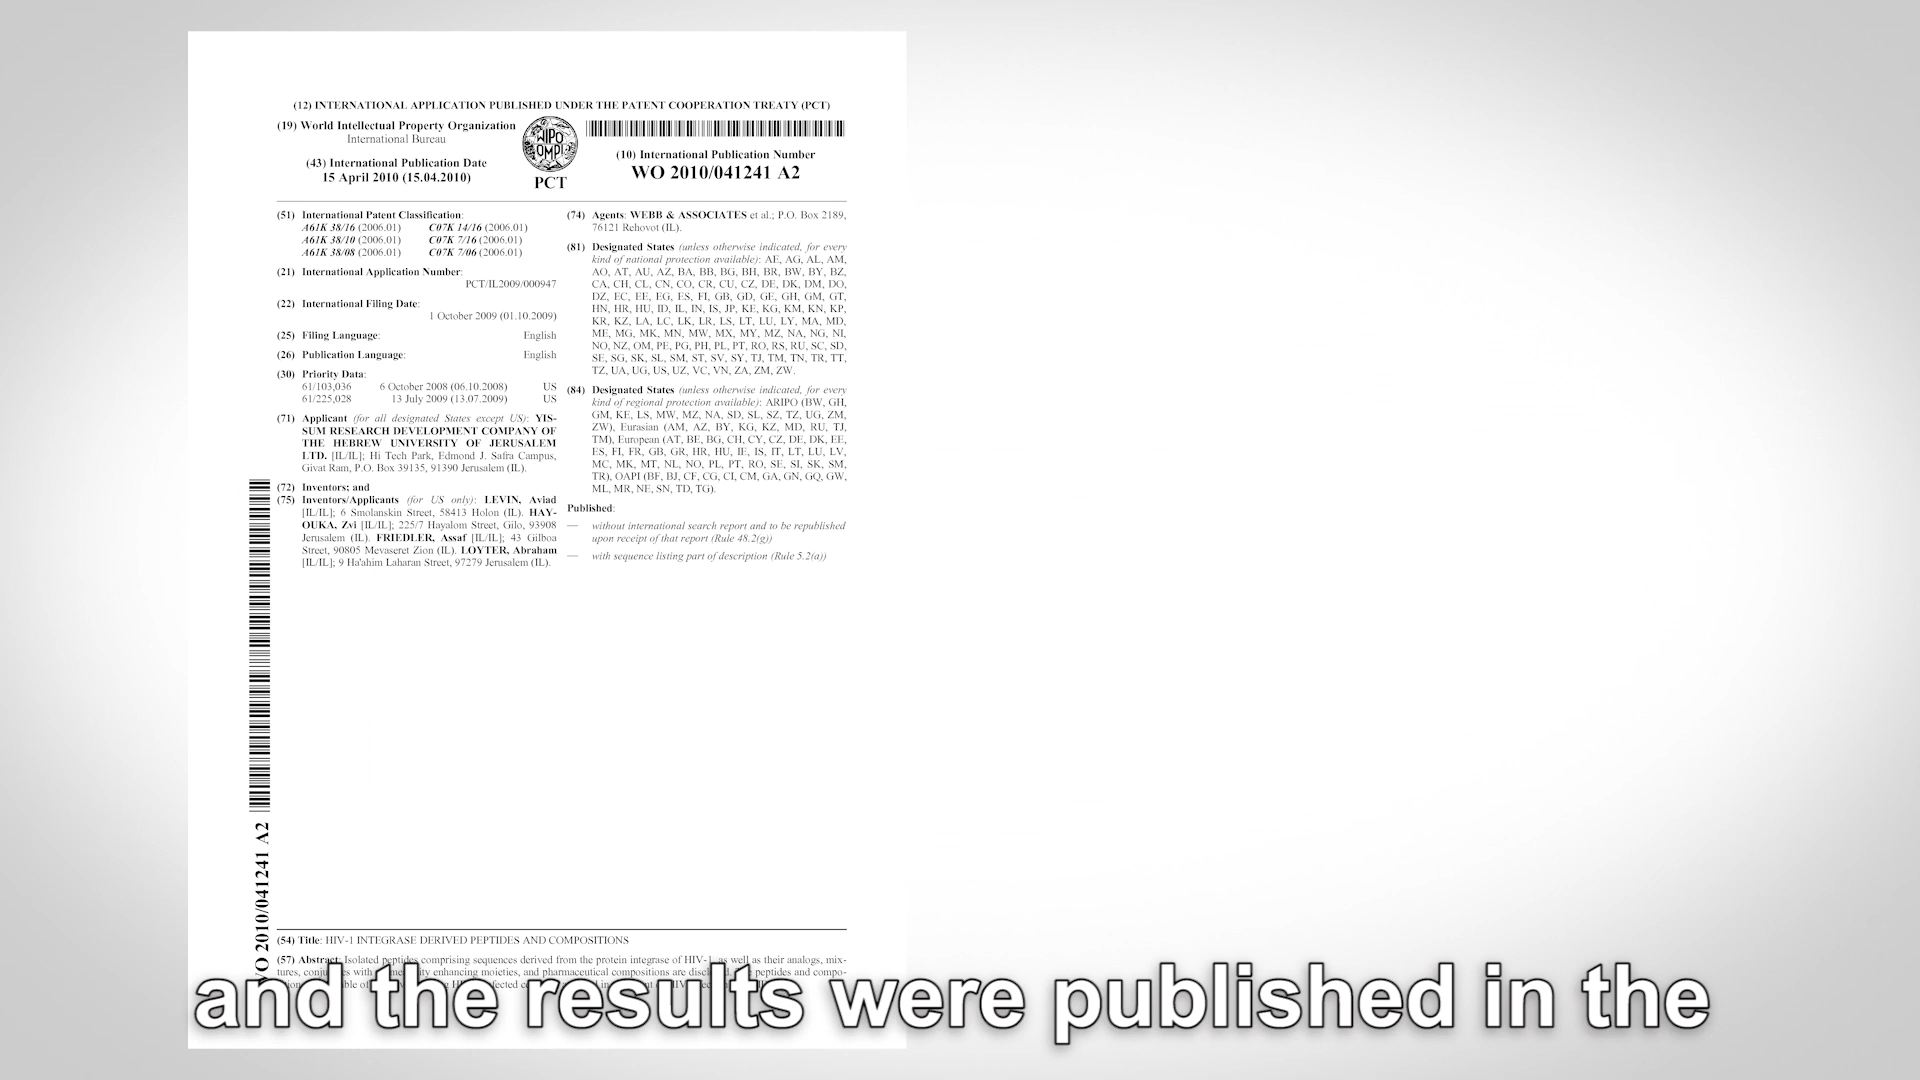 (12) INTERNATIONAL APPLICATION PUBLISHED UNDER THE PATENT COOPERATION TREATY (PCT)
(19) World Intellectual Property Organization
International Bureau
(43) International Publication Date
15 April 2010 (15.04.2010)
WIPO
OMPI
PCT
(10) International Publication Number
WO 2010/041241 A2
(51) International Patent Classification:
A61K 38/16 (2006.01) C07K 14/16 (2006.01)
A61K 38/10 (2006.01) C07K 7/16 (2006.01)
A61K 38/08 (2006.01) C07K 7/06 (2006.01)
(21) International Application Number:
PCT/IL2009/000947
(22) International Filing Date:
1 October 2009 (01.10.2009)
(25) Filing Language: English
(26) Publication Language: English
(30) Priority Data:
61/103,036 6 October 2008 (06.10.2008) US
61/225,028 13 July 2009 (13.07.2009) US
(71) Applicant (for all designated States except US): YIS-
SUM RESEARCH DEVELOPMENT COMPANY OF
THE HEBREW UNIVERSITY OF JERUSALEM
LTD. [IL/IL]; Hi Tech Park, Edmond J. Safra Campus,
Givat Ram, P.O. Box 39135, 91390 Jerusalem (IL).
(72) Inventors; and
(75) Inventors/Applicants (for US only): LEVIN, Aviad
[IL/IL]; 6 Smolanskin Street, 58413 Holon (IL). HAY-
OUKA, Zvi [IL/IL]; 225/7 Hayalom Street, Gilo, 93908
Jerusalem (IL). FRIEDLER, Assaf [IL/IL]; 43 Gilboa
Street, 90805 Mevaseret Zion (IL). LOYTER, Abraham
[IL/IL]; 9 Ha'ahim Laharan Street, 97279 Jerusalem (IL).
(74) Agents: WEBB & ASSOCIATES et al.; P.O. Box 2189,
76121 Rehovot (IL).
(81) Designated States (unless otherwise indicated, for every
kind of national protection available): AE, AG, AL, AM,
AO, AT, AU, AZ, BA, BB, BG, BH, BR, BW, BY, BZ,
CA, CH, CL, CN, CO, CR, CU, CZ, DE, DK, DM, DO,
DZ, EC, EE, EG, ES, FI, GB, GD, GE, GH, GM, GT,
HN, HR, HU, ID, IL, IN, IS, JP, KE, KG, KM, KN, KP,
KR, KZ, LA, LC, LK, LR, LS, LT, LU, LY, MA, MD,
ME, MG, MK, MN, MW, MX, MY, MZ, NA, NG, NI,
NO, NZ, OM, PE, PG, PH, PL, PT, RO, RS, RU, SC, SD,
SE, SG, SK, SL, SM, ST, SV, SY, TJ, TM, TN, TR, TT,
TZ, UA, UG, US, UZ, VC, VN, ZA, ZM, ZW.
(84) Designated States (unless otherwise indicated, for every
kind of regional protection available): ARIPO (BW, GH,
GM, KE, LS, MW, MZ, NA, SD, SL, SZ, TZ, UG, ZM,
ZW), Eurasian (AM, AZ, BY, KG, KZ, MD, RU, TJ,
TM), European (AT, BE, BG, CH, CY, CZ, DE, DK, EE,
ES, FI, FR, GB, GR, HR, HU, IE, IS, IT, LT, LU, LV,
MC, MK, MT, NL, NO, PL, PT, RO, SE, SI, SK, SM,
TR), OAPI (BF, BJ, CF, CG, CI, CM, GA, GN, GQ, GW,
ML, MR, NE, SN, TD, TG).
Published:
— without international search report and to be republished
upon receipt of that report (Rule 48.2(g))
— with sequence listing part of description (Rule 5.2(a))
2010/041241 A2
(54) Title: HIV-1 INTEGRASE DERIVED PEPTIDES AND COMPOSITIONS
(57) Abstract: Isolated peptides comprising sequences derived from the protein integrase of HIV-1, as well as their analogs, mix-
tures, with enhancing moieties, and pharmaceutical compositions are peptides and compo-
and the results were published in the